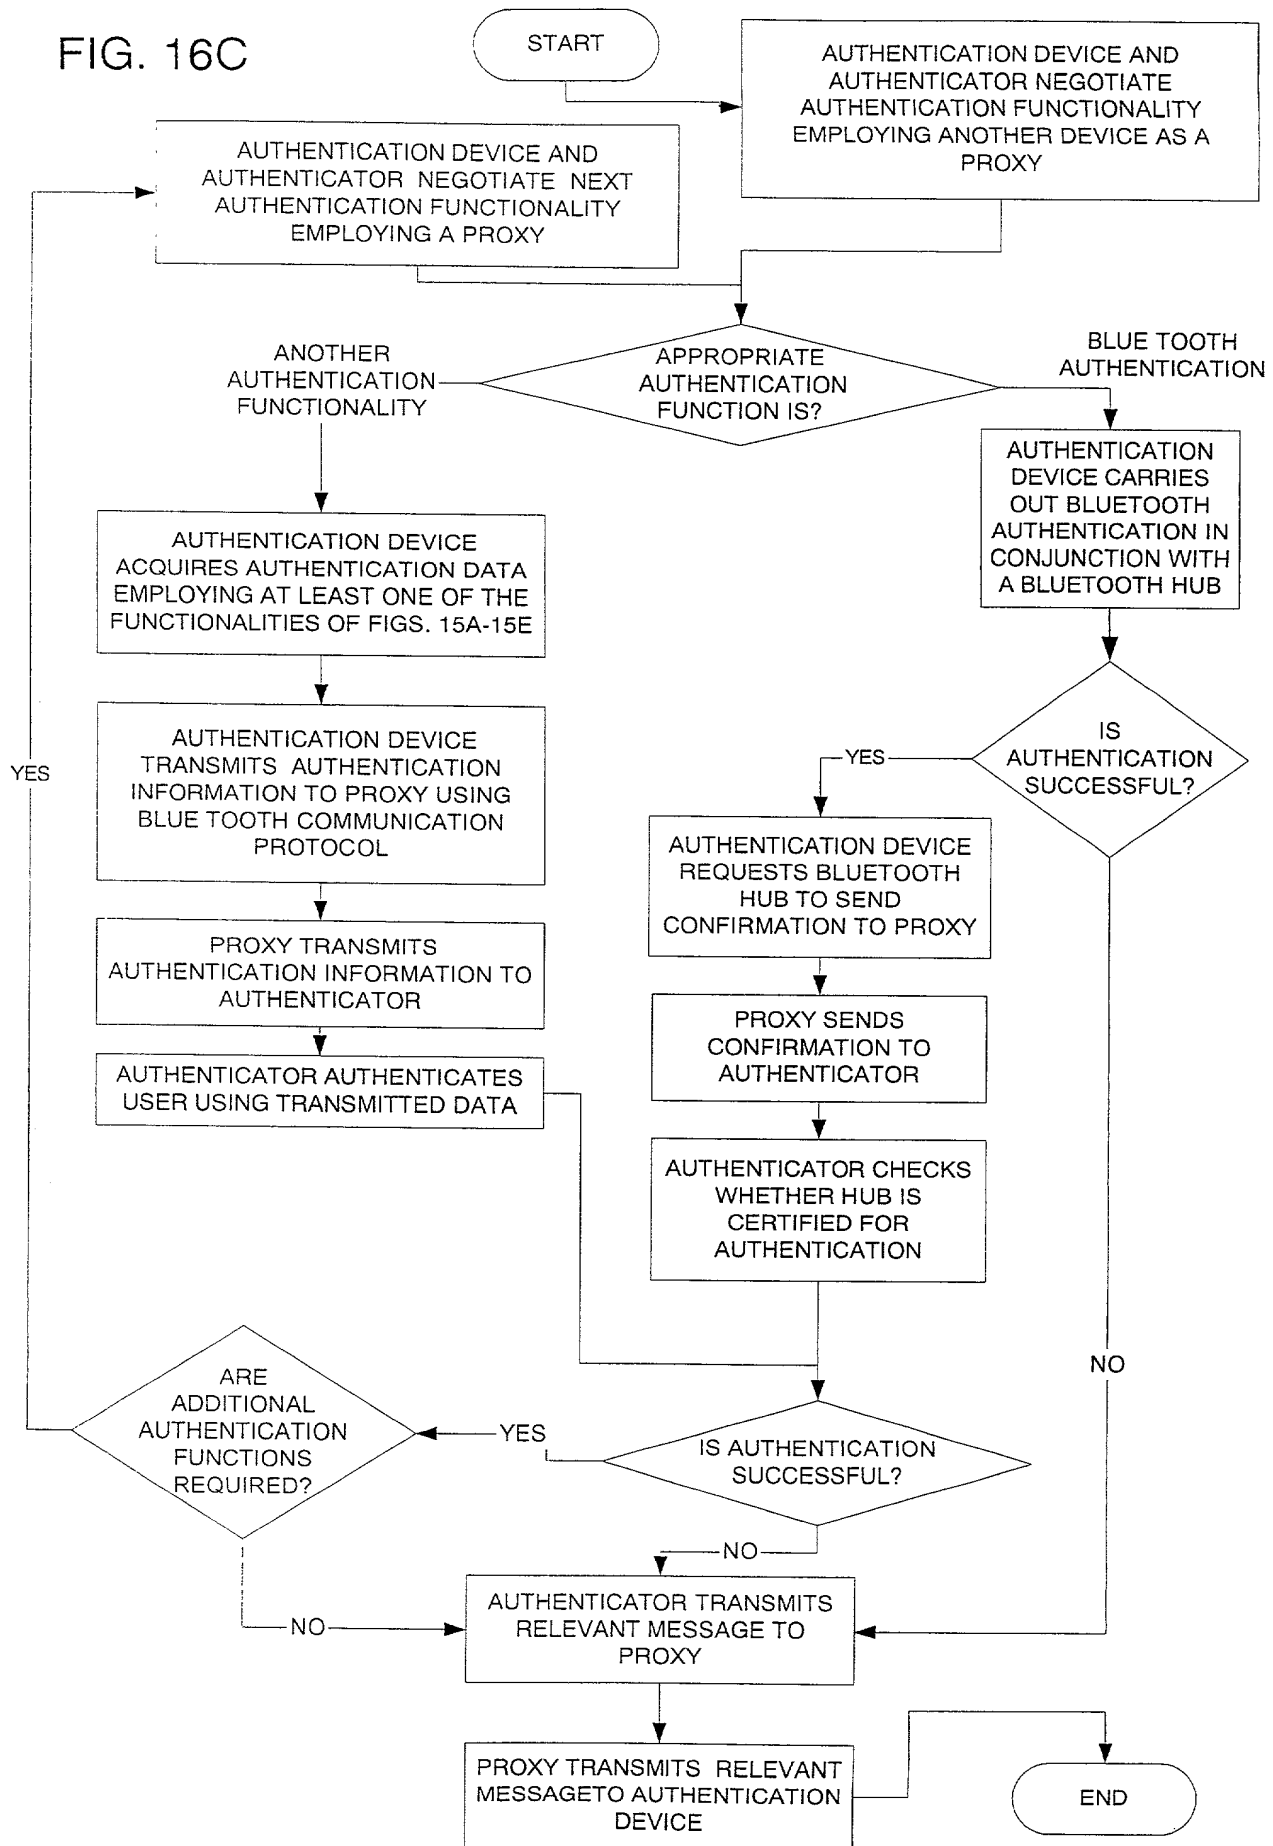 FIG. 16C
START
AUTHENTICATION DEVICE AND
AUTHENTICATOR NEGOTIATE
AUTHENTICATION FUNCTIONALITY
EMPLOYING ANOTHER DEVICE AS A
PROXY
AUTHENTICATION DEVICE AND
AUTHENTICATOR NEGOTIATE NEXT
AUTHENTICATION FUNCTIONALITY
EMPLOYING A PROXY
ANOTHER
AUTHENTICATION
FUNCTIONALITY
APPROPRIATE
AUTHENTICATION
FUNCTION IS?
BLUE TOOTH
AUTHENTICATION
AUTHENTICATION
DEVICE CARRIES
OUT BLUETOOTH
AUTHENTICATION IN
CONJUNCTION WITH
A BLUETOOTH HUB
AUTHENTICATION DEVICE
ACQUIRES AUTHENTICATION DATA
EMPLOYING AT LEAST ONE OF THE
FUNCTIONALITIES OF FIGS. 15A-15E
AUTHENTICATION DEVICE
TRANSMITS AUTHENTICATION
INFORMATION TO PROXY USING
BLUE TOOTH COMMUNICATION
PROTOCOL
YES
IS
AUTHENTICATION
SUCCESSFUL?
YES
AUTHENTICATION DEVICE
REQUESTS BLUETOOTH
HUB TO SEND
CONFIRMATION TO PROXY
PROXY TRANSMITS
AUTHENTICATION INFORMATION TO
AUTHENTICATOR
PROXY SENDS
CONFIRMATION TO
AUTHENTICATOR
AUTHENTICATOR AUTHENTICATES
USER USING TRANSMITTED DATA
AUTHENTICATOR CHECKS
WHETHER HUB IS
CERTIFIED FOR
AUTHENTICATION
NO
ARE
ADDITIONAL
AUTHENTICATION
FUNCTIONS
REQUIRED?
YES
IS AUTHENTICATION
SUCCESSFUL?
NO
NO
AUTHENTICATOR TRANSMITS
RELEVANT MESSAGE TO
PROXY
PROXY TRANSMITS RELEVANT
MESSAGETO AUTHENTICATION
DEVICE
END